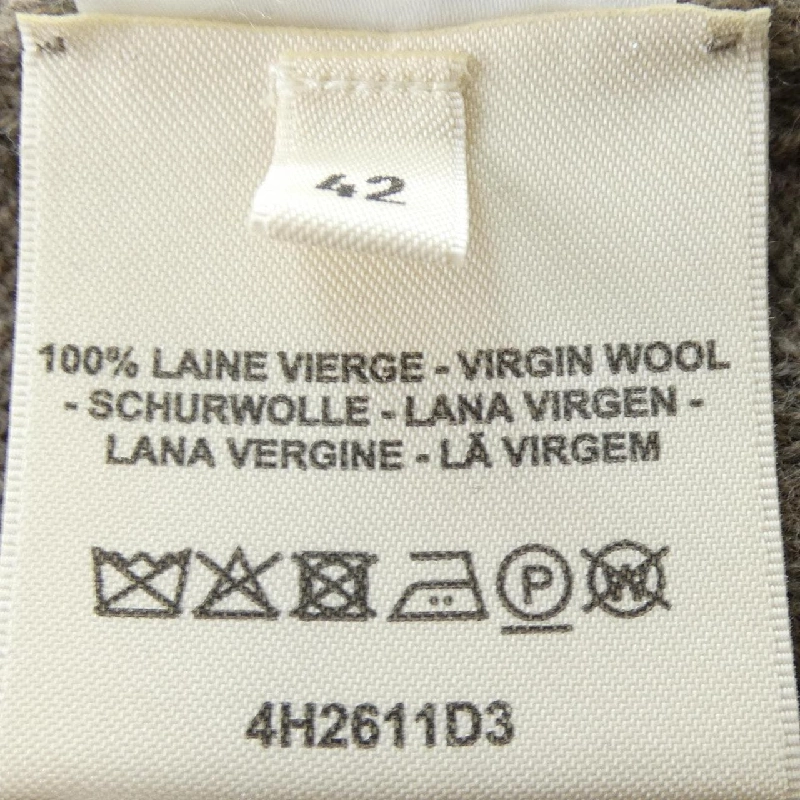 42
100% LAINE VIERGE - VIRGIN WOOL
- SCHURWOLLE - LANA VIRGEN -
LANA VERGINE - LÃ VIRGEM
P W
4H2611D3